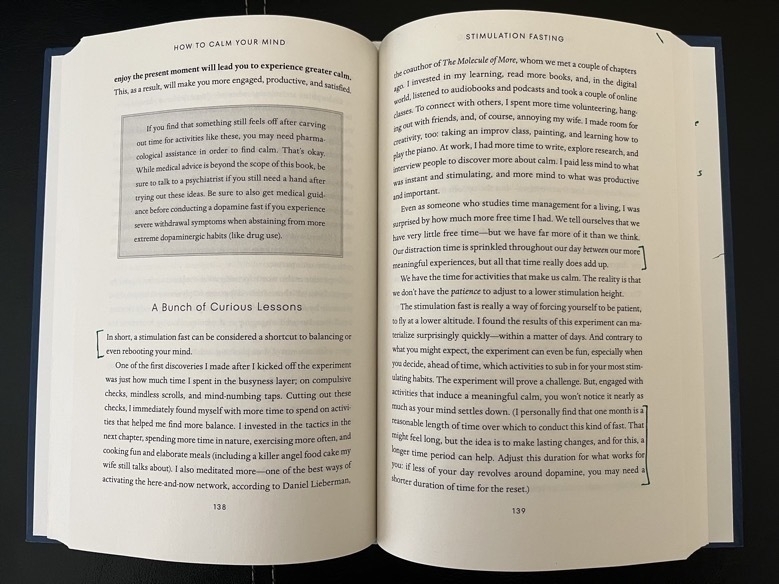 HOW TO CALM YOUR MIND
enjoy the present moment will lead you to experience greater calm.
This, as a result, will make you more engaged, productive, and satisfied.
If you find that something still feels off after carving
out time for activities like these, you may need pharma-
cological assistance in order to find calm. That's okay.
While medical advice is beyond the scope of this book, be
sure to talk to a psychiatrist if you still need a hand after
trying out these ideas. Be sure to also get medical guid-
ance before conducting a dopamine fast if you experience
severe withdrawal symptoms when abstaining from more
extreme dopaminergic habits (like drug use).
A Bunch of Curious Lessons
In short, a stimulation fast can be considered a shortcut to balancing or
even rebooting your mind.
One of the first discoveries I made after I kicked off the experiment
was just how much time I spent in the busyness layer; on compulsive
checks, mindless scrolls, and mind-numbing taps. Cutting out these
checks, I immediately found myself with more time to spend on activi-
ties that helped me find more balance. I invested in the tactics in the
next chapter, spending more time in nature, exercising more often, and
cooking fun and elaborate meals (including a killer angel food cake my
wife still talks about). I also meditated more—one of the best ways of
activating the here-and-now network, according to Daniel Lieberman,
138
STIMULATION FASTING
the coauthor of The Molecule of More, whom we met a couple of chapters
ago. I invested in my learning, read more books, and, in the digital
world, listened to audiobooks and podcasts and took a couple of online
classes. To connect with others, I spent more time volunteering, hang-
ing out with friends, and, of course, annoying my wife. I made room for
creativity, too: taking an improv class, painting, and learning how to
play the piano. At work, I had more time to write, explore research, and
interview people to discover more about calm. I paid less mind to what
was instant and stimulating, and more mind to what was productive
and important.
Even as someone who studies time management for a living, I was
surprised by how much more free time I had. We tell ourselves that we
have very little free time—but we have far more of it than we think.
Our distraction time is sprinkled throughout our day between our more
meaningful experiences, but all that time really does add up.
We have the time for activities that make us calm. The reality is that
we don't have the patience to adjust to a lower stimulation height.
The stimulation fast is really a way of forcing yourself to be patient,
to fly at a lower altitude. I found the results of this experiment can ma-
terialize surprisingly quickly—within a matter of days. And contrary to
what you might expect, the experiment can even be fun, especially when
you decide, ahead of time, which activities to sub in for your most stim-
ulating habits. The experiment will prove a challenge. But, engaged with
activities that induce a meaningful calm, you won't notice it nearly as
much as your mind settles down. (I personally find that one month is a
reasonable length of time over which to conduct this kind of fast. That
might feel long, but the idea is to make lasting changes, and for this, a
longer time period can help. Adjust this duration for what works for
you: if less of your day revolves around dopamine, you may need a
shorter duration of time for the reset.)
139